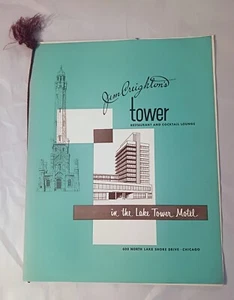 Jim Creighton's
tower
RESTAURANT AND COCKTAIL LOUNGE
in the Lake Tower Motel
600 NORTH LAKE SHORE DRIVE · CHICAGO